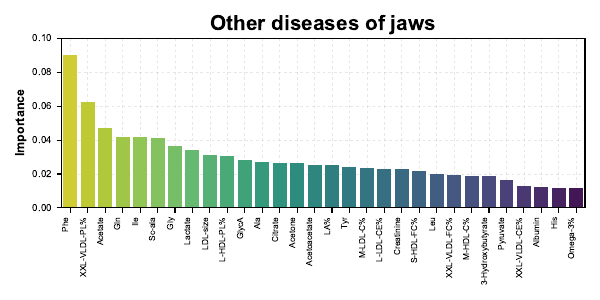 Other diseases of jaws
Importance
0.10
0.08
0.06
0.04
0.02
0.00
Phe
XXL-VLDL-PL%
Acetate
Gln
Ile
Sc-ala
Gly
Lactate
LDL-size
L-HDL-PL%
GlycA
Ala
Citrate
Acetone
Acetoacetate
LA%
Tyr
M-LDL-C%
L-LDL-CE%
Creatinine
S-HDL-FC%
Leu
XXL-VLDL-FC%
M-HDL-C%
3-Hydroxybutyrate
Pyruvate
XXL-VLDL-CE%
Albumin
His
Omega-3%